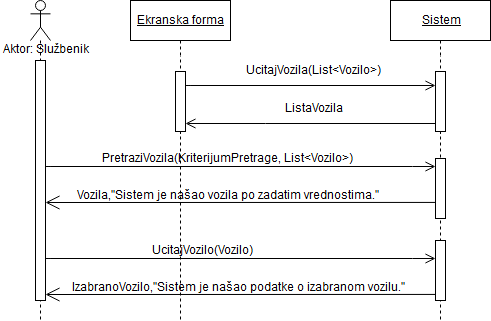 Ekranska forma
Sistem
Aktor: Službenik
UcitajVozila(List<Vozilo>)
ListaVozila
PretraziVozila(KriterijumPretrage, List<Vozilo>)
Vozila,"Sistem je našao vozila po zadatim vrednostima."
UcitajVozilo(Vozilo)
IzabranoVozilo,"Sistem je našao podatke o izabranom vozilu."